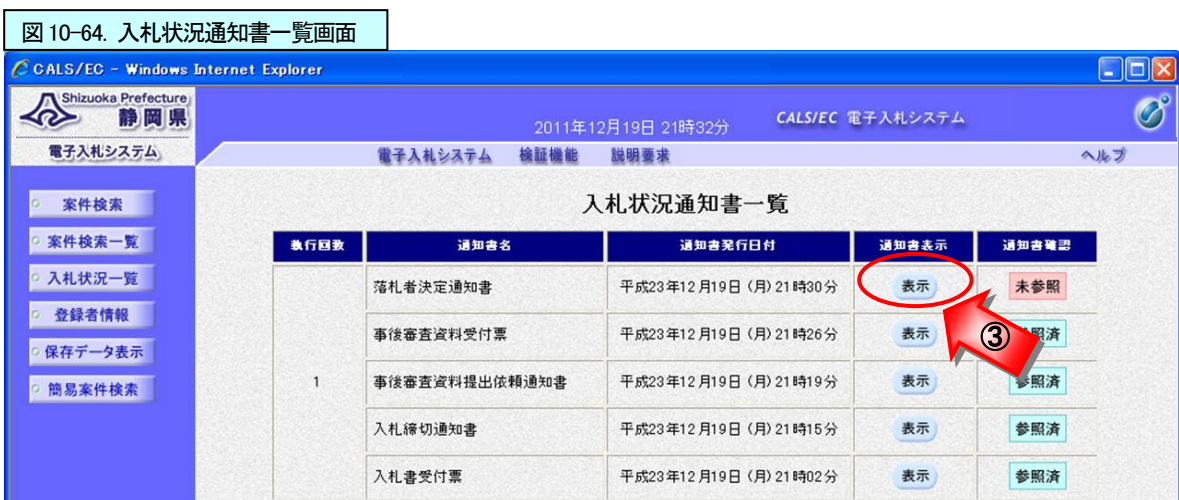 図10-64. 入札状況通知書一覧画面
CALS/EC - Windows Internet Explorer
Shizuoka Prefecture
静岡県
電子入札システム
2011年12月19日 21時32分
CALS/EC 電子入札システム
電子入札システム 検証機能 説明要求 ヘルプ
案件検索
案件検索一覧
入札状況一覧
登録者情報
保存データ表示
簡易案件検索
入札状況通知書一覧
執行回数 通知書名 通知書発行日付 通知書表示 通知書確認
落札者決定通知書 平成23年12月19日(月)21時30分 表示 未参照
事後審査資料受付票 平成23年12月19日(月)21時26分 表示 照済
③
1 事後審査資料提出依頼通知書 平成23年12月19日(月)21時19分 表示 参照済
入札締切通知書 平成23年12月19日(月)21時15分 表示 参照済
入札書受付票 平成23年12月19日(月)21時02分 表示 参照済